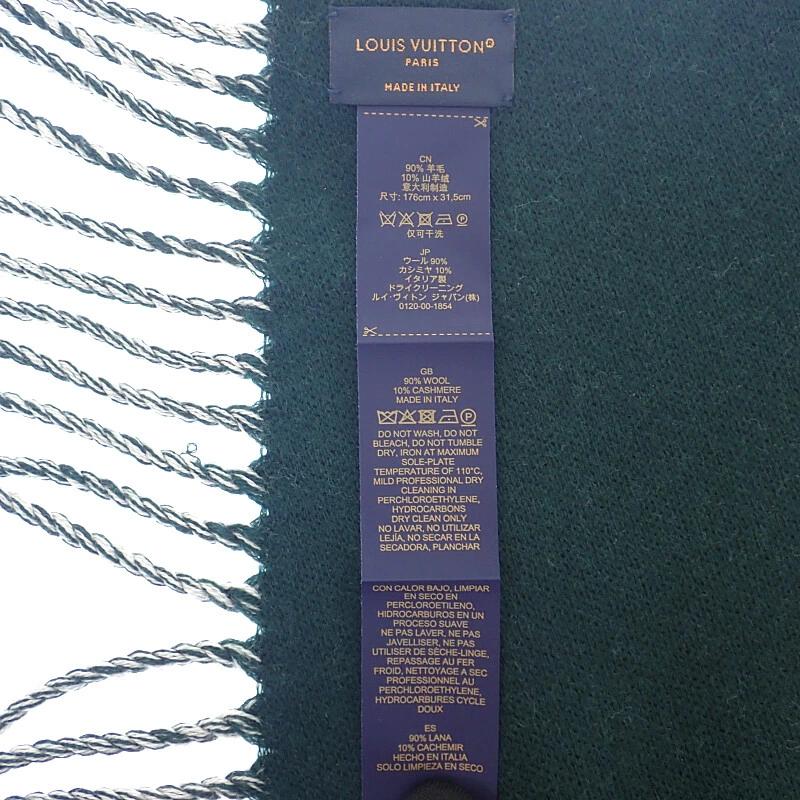 LOUIS VUITTON
PARIS
MADE IN ITALY
CN
90% 羊毛
10% 山羊绒
意大利制造
尺寸: 176cm x 31,5cm
P
仅可干洗
JP
ウール 90%
カシミヤ 10%
イタリア製
ドライクリーニング
ルイ・ヴィトン ジャパン(株)
0120-00-1854
GB
90% WOOL
10% CASHMERE
MADE IN ITALY
P
DO NOT WASH, DO NOT
BLEACH, DO NOT TUMBLE
DRY, IRON AT MAXIMUM
SOLE-PLATE
TEMPERATURE OF 110°C,
MILD PROFESSIONAL DRY
CLEANING IN
PERCHLOROETHYLENE,
HYDROCARBONS
DRY CLEAN ONLY
NO LAVAR, NO UTILIZAR
LEJÍA, NO SECAR EN LA
SECADORA, PLANCHAR
CON CALOR BAJO, LIMPIAR
EN SECO EN
PERCLOROETILENO,
HIDROCARBUROS EN UN
PROCESO SUAVE
NE PAS LAVER, NE PAS
JAVELLISER, NE PAS
UTILISER DE SÈCHE-LINGE,
REPASSAGE AU FER
FROID, NETTOYAGE A SEC
PROFESSIONNEL AU
PERCHLOROETHYLENE,
HYDROCARBURES CYCLE
DOUX
ES
90% LANA
10% CACHEMIR
HECHO EN ITALIA
SOLO LIMPIEZA EN SECO